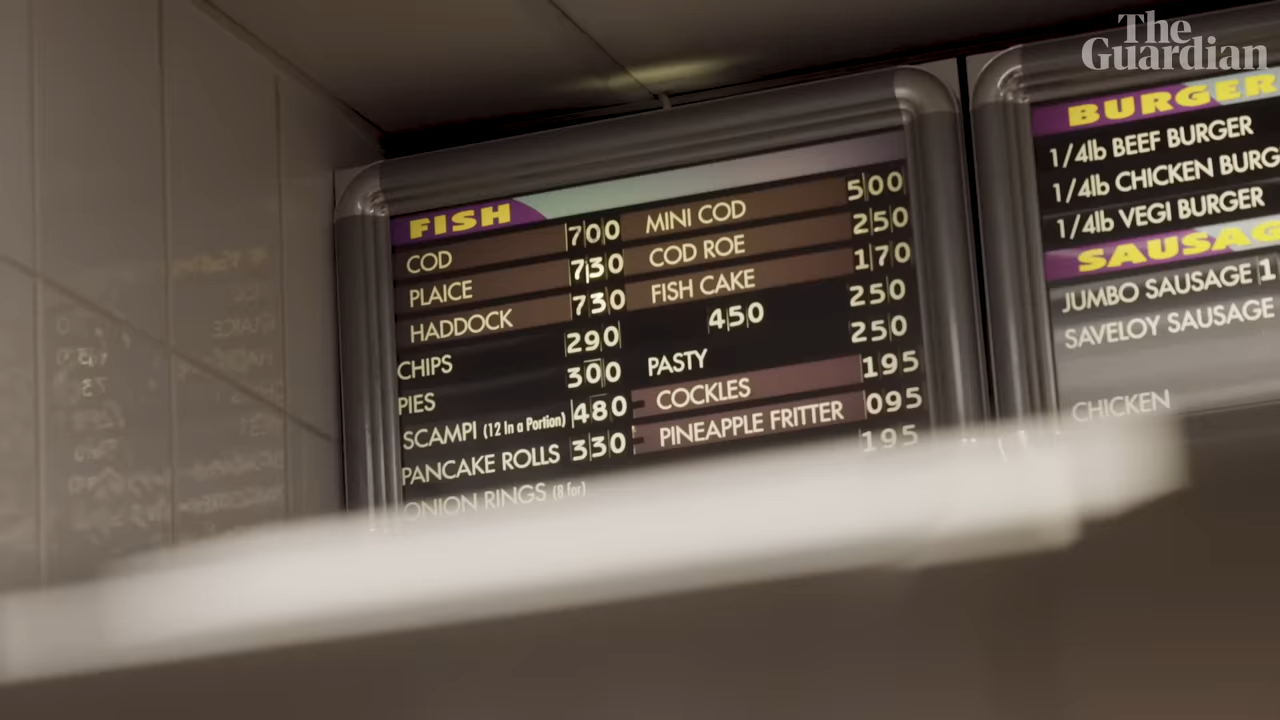 The
Guardian
FISH
COD 700
PLAICE 730
HADDOCK 730
CHIPS 290
PIES 300
SCAMPI (12 In a Portion) 480
PANCAKE ROLLS 330
ONION RINGS (8 for)
MINI COD 500
COD ROE 250
FISH CAKE 170
450 250
PASTY 250
COCKLES 195
PINEAPPLE FRITTER 095
195
BURGER
1/4lb BEEF BURGER
1/4lb CHICKEN BURG
1/4lb VEGI BURGER
SAUSAG
JUMBO SAUSAGE 1
SAVELOY SAUSAGE
CHICKEN